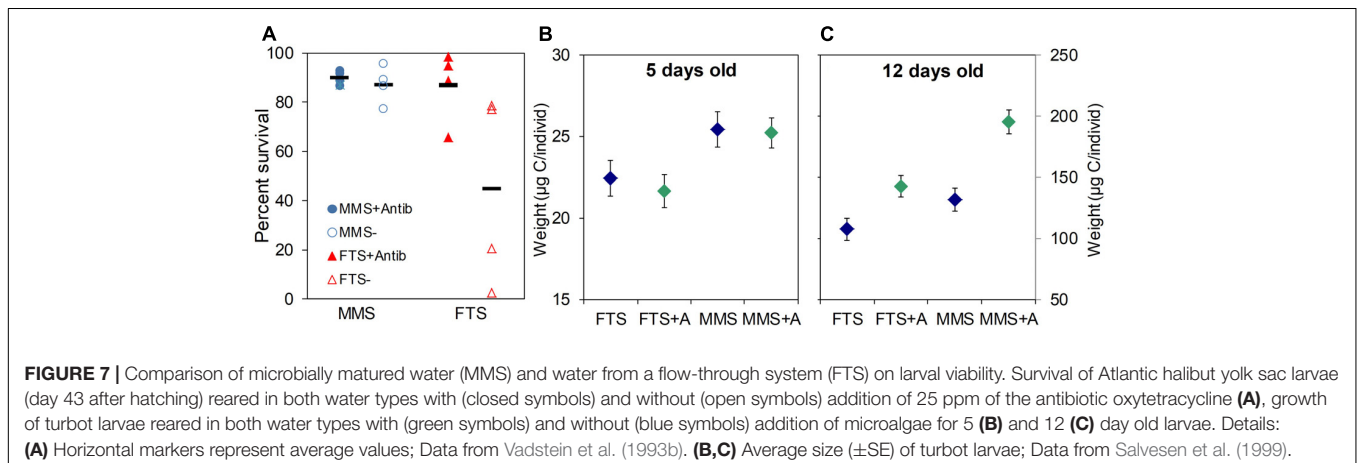 A
B
C
100
80
60
40
20
0
Percent survival
MMS+Antib
MMS-
FTS+Antib
FTS-
MMS
FTS
30
25
20
15
Weight (µg C/individ)
5 days old
FTS FTS+A MMS MMS+A
12 days old
FTS FTS+A MMS MMS+A
250
200
150
100
50
Weight (µg C/individ)
FIGURE 7 | Comparison of microbially matured water (MMS) and water from a flow-through system (FTS) on larval viability. Survival of Atlantic halibut yolk sac larvae
(day 43 after hatching) reared in both water types with (closed symbols) and without (open symbols) addition of 25 ppm of the antibiotic oxytetracycline (A), growth
of turbot larvae reared in both water types with (green symbols) and without (blue symbols) addition of microalgae for 5 (B) and 12 (C) day old larvae. Details:
(A) Horizontal markers represent average values; Data from Vadstein et al. (1993b). (B,C) Average size (±SE) of turbot larvae; Data from Salvesen et al. (1999).